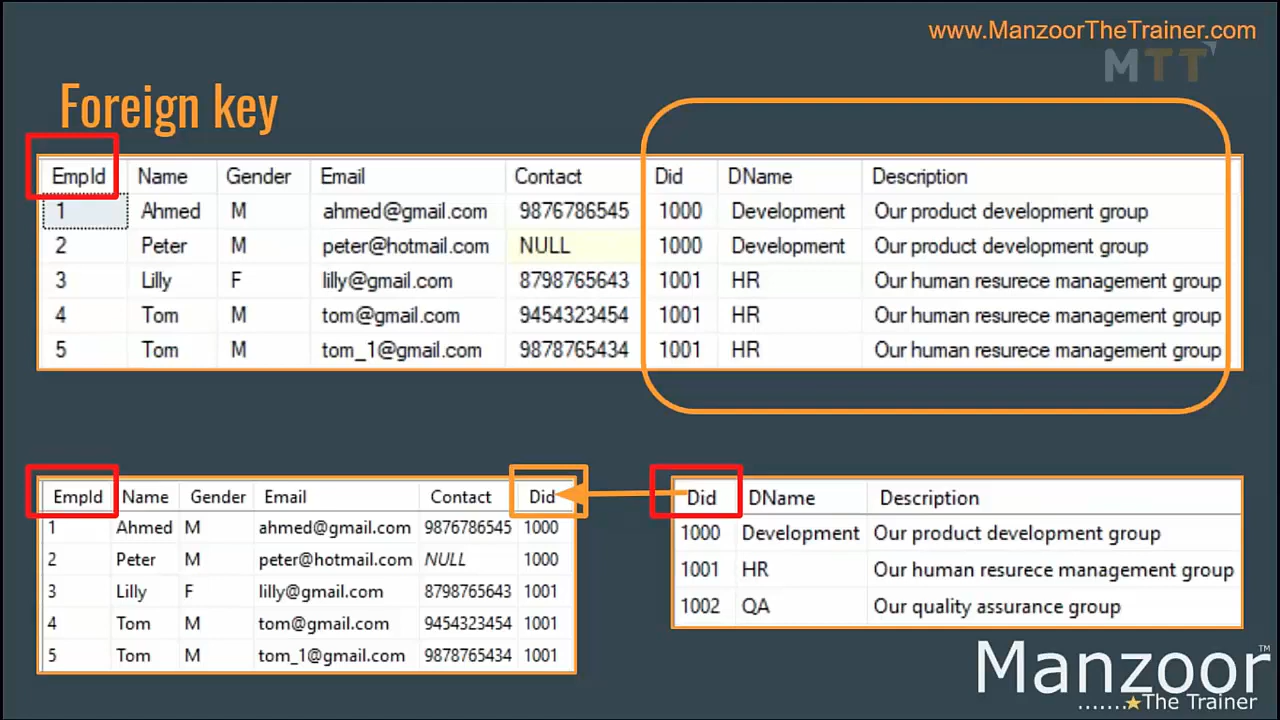 www.ManzoorTheTrainer.com
MTT
Foreign key
EmpId Name Gender Email Contact Did DName Description
1 Ahmed M ahmed@gmail.com 9876786545 1000 Development Our product development group
2 Peter M peter@hotmail.com NULL 1000 Development Our product development group
3 Lilly F lilly@gmail.com 8798765643 1001 HR Our human resurece management group
4 Tom M tom@gmail.com 9454323454 1001 HR Our human resurece management group
5 Tom M tom_1@gmail.com 9878765434 1001 HR Our human resurece management group
EmpId Name Gender Email Contact Did
1 Ahmed M ahmed@gmail.com 9876786545 1000
2 Peter M peter@hotmail.com NULL 1000
3 Lilly F lilly@gmail.com 8798765643 1001
4 Tom M tom@gmail.com 9454323454 1001
5 Tom M tom_1@gmail.com 9878765434 1001
Did DName Description
1000 Development Our product development group
1001 HR Our human resurece management group
1002 QA Our quality assurance group
Manzoor™
......★The Trainer